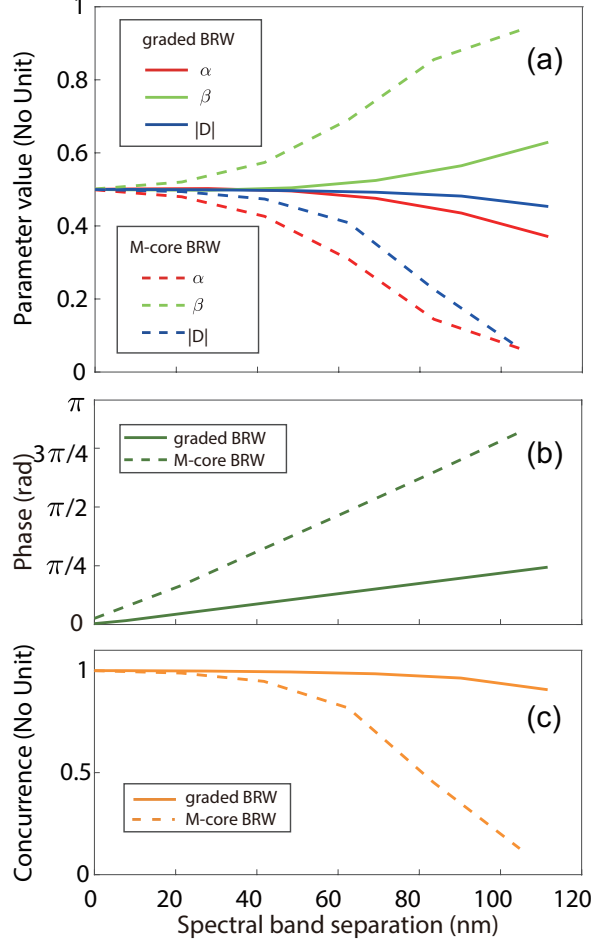 1
(a)
graded BRW
α
β
|D|
0.8
0.6
0.4
0.2
0
Parameter value (No Unit)
M-core BRW
α
β
|D|
π
3π/4
π/2
π/4
0
Phase (rad)
graded BRW
M-core BRW
(b)
1
0.5
0
Concurrence (No Unit)
(c)
graded BRW
M-core BRW
0 20 40 60 80 100 120
Spectral band separation (nm)